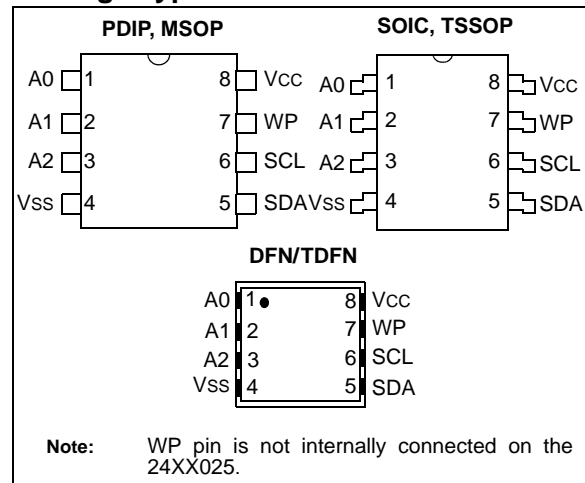 PDIP, MSOP
A0 1 8 VCC
A1 2 7 WP
A2 3 6 SCL
VSS 4 5 SDA
SOIC, TSSOP
A0 1 8 VCC
A1 2 7 WP
A2 3 6 SCL
VSS 4 5 SDA
DFN/TDFN
A0 1 8 VCC
A1 2 7 WP
A2 3 6 SCL
VSS 4 5 SDA
Note: WP pin is not internally connected on the
24XX025.